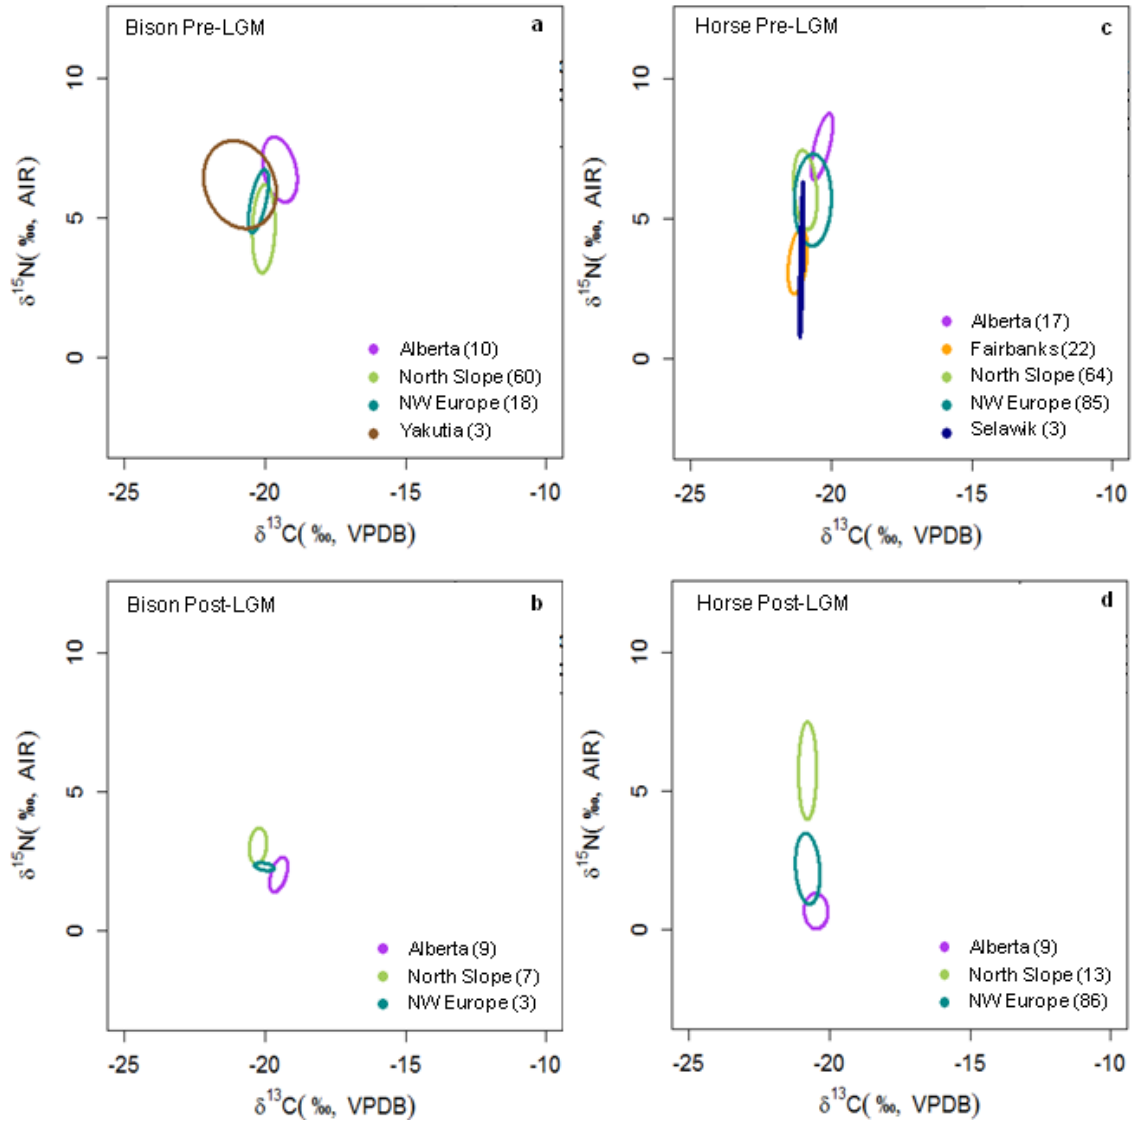 Bison Pre-LGM
a
10
5
0
δ15N( ‰, AIR)
Alberta (10)
North Slope (60)
NW Europe (18)
Yakutia (3)
-25 -20 -15 -10
δ13C( ‰, VPDB)
Horse Pre-LGM
c
10
5
0
δ15N( ‰, AIR)
Alberta (17)
Fairbanks (22)
North Slope (64)
NW Europe (85)
Selawik (3)
-25 -20 -15 -10
δ13C( ‰, VPDB)
Bison Post-LGM
b
10
5
0
δ15N( ‰, AIR)
Alberta (9)
North Slope (7)
NW Europe (3)
-25 -20 -15 -10
δ13C( ‰, VPDB)
Horse Post-LGM
d
10
5
0
δ15N( ‰, AIR)
Alberta (9)
North Slope (13)
NW Europe (86)
-25 -20 -15 -10
δ13C( ‰, VPDB)